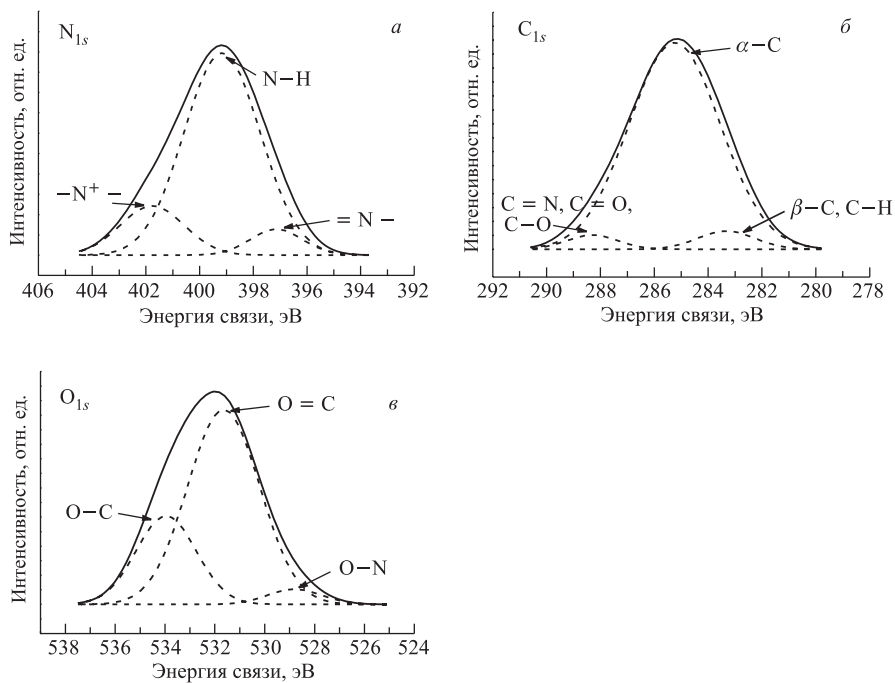 N1s
а
N−H
−N+ −
= N −
Интенсивность, отн. ед.
406 404 402 400 398 396 394 392
Энергия связи, эВ
C1s
б
α−C
C = N, C = O,
C−O
β−C, C−H
Интенсивность, отн. ед.
292 290 288 286 284 282 280 278
Энергия связи, эВ
O1s
в
O = C
O−C
O−N
Интенсивность, отн. ед.
538 536 534 532 530 528 526 524
Энергия связи, эВ